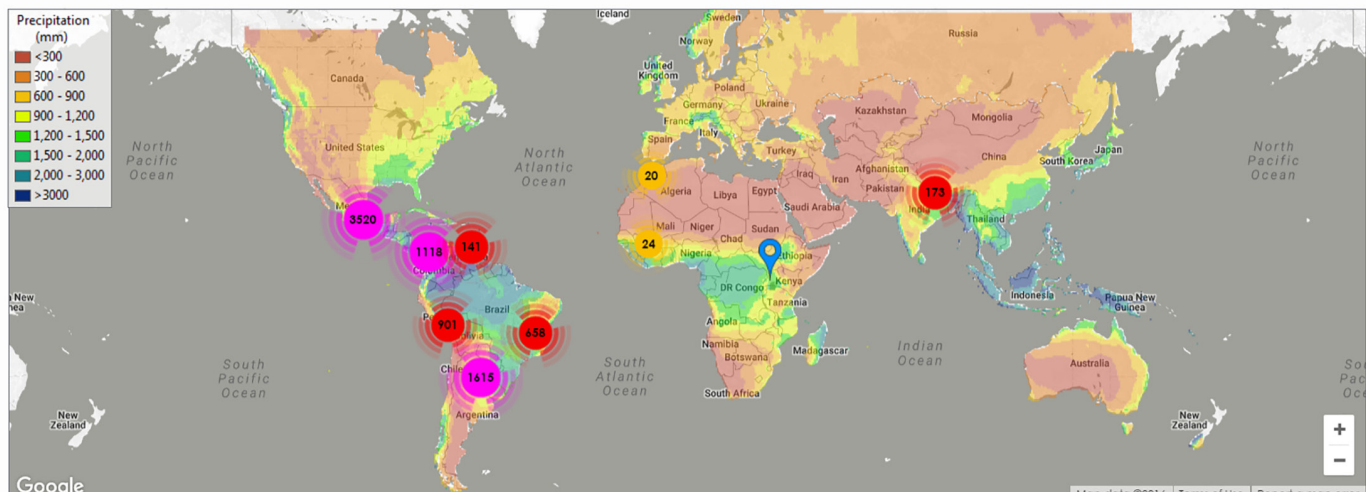 Precipitation
(mm)
<300
300 - 600
600 - 900
900 - 1,200
1,200 - 1,500
1,500 - 2,000
2,000 - 3,000
>3000
Iceland
Sweden
Norway
Russia
United
Kingdom
Canada
Poland
Germany
Ukraine
France
Kazakhstan
Mongolia
Italy
Spain
Turkey
United States
North
Pacific
Ocean
North
Atlantic
Ocean
China
South Korea
Japan
North
Pacific
Ocean
Afghanistan
Iraq
Iran
Pakistan
20
Algeria
Libya
Egypt
173
Saudi Arabia
3520
Mali
Niger
Sudan
Thailand
Chad
1118
141
24
Nigeria
DR Congo
Kenya
Indonesia
Papua New
Guinea
a New
Tanzania
Brazil
Angola
901
658
Namibia
Botswana
Madagascar
Indian
Ocean
South
Pacific
Ocean
South
Atlantic
Ocean
1615
Australia
South Africa
Argentina
New
Zealand
New
Zealand
+
−
Google